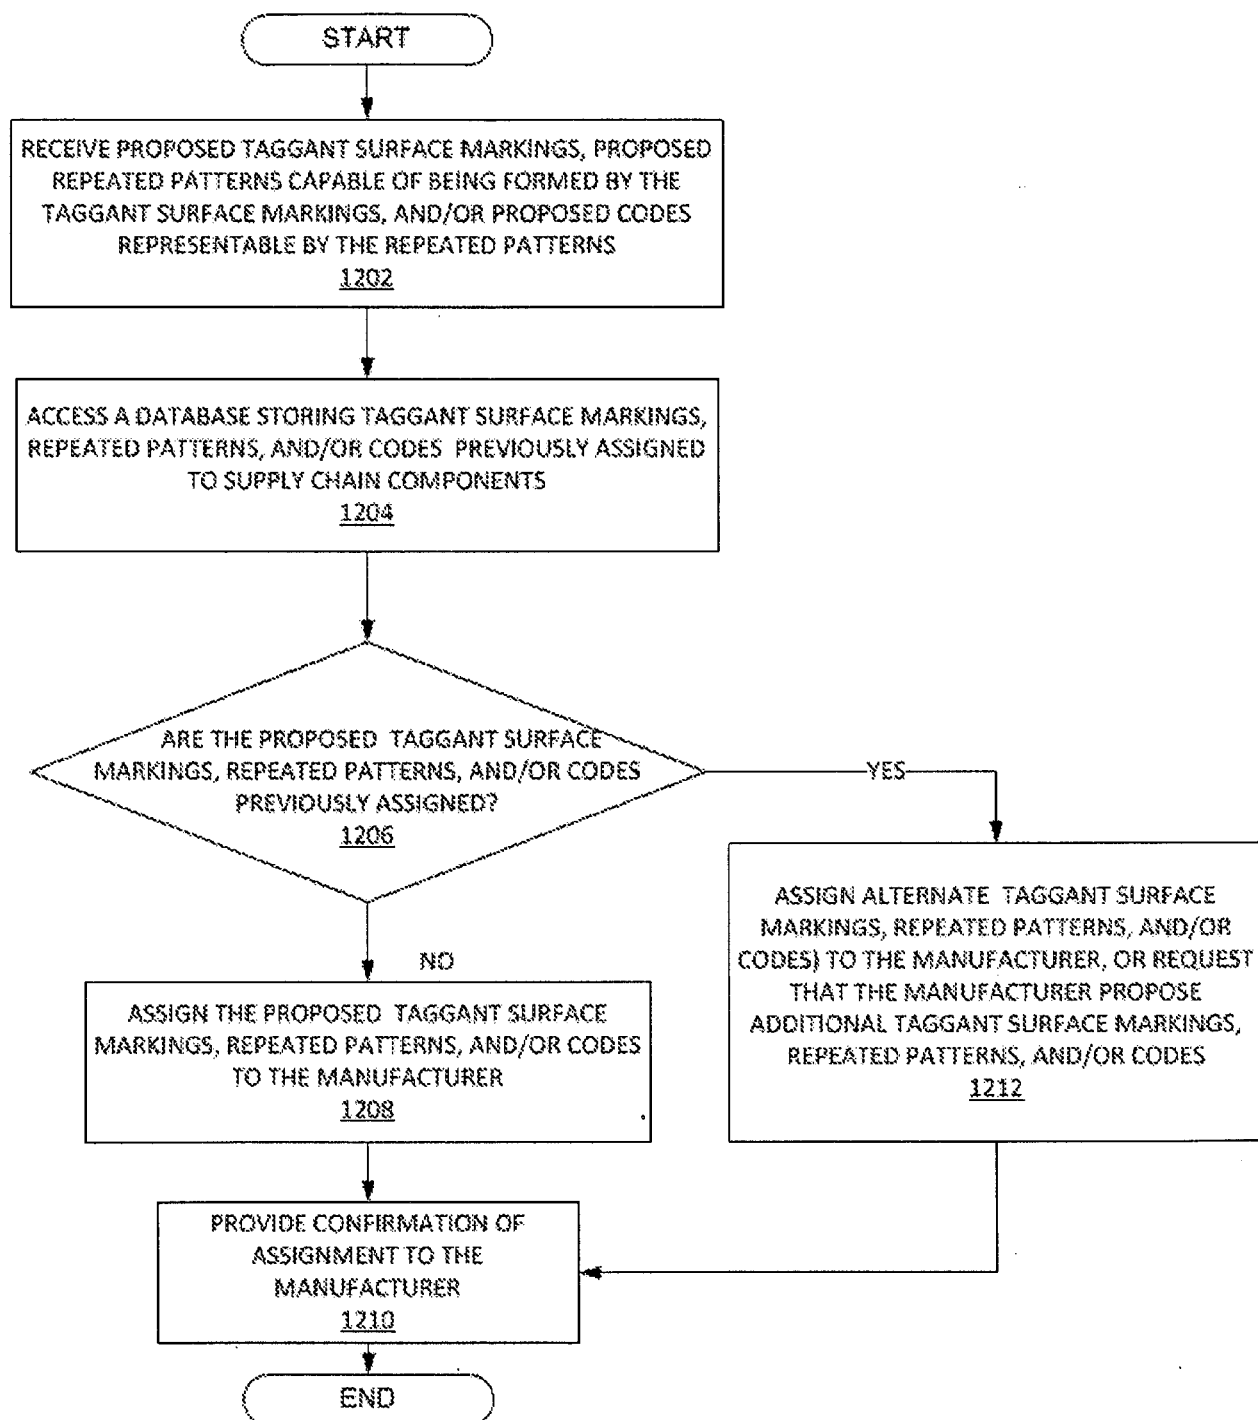 START
RECEIVE PROPOSED TAGGANT SURFACE MARKINGS, PROPOSED
REPEATED PATTERNS CAPABLE OF BEING FORMED BY THE
TAGGANT SURFACE MARKINGS, AND/OR PROPOSED CODES
REPRESENTABLE BY THE REPEATED PATTERNS
1202
ACCESS A DATABASE STORING TAGGANT SURFACE MARKINGS,
REPEATED PATTERNS, AND/OR CODES PREVIOUSLY ASSIGNED
TO SUPPLY CHAIN COMPONENTS
1204
ARE THE PROPOSED TAGGANT SURFACE
MARKINGS, REPEATED PATTERNS, AND/OR CODES
PREVIOUSLY ASSIGNED?
1206
YES
NO
ASSIGN THE PROPOSED TAGGANT SURFACE
MARKINGS, REPEATED PATTERNS, AND/OR CODES
TO THE MANUFACTURER
1208
ASSIGN ALTERNATE TAGGANT SURFACE
MARKINGS, REPEATED PATTERNS, AND/OR
CODES) TO THE MANUFACTURER, OR REQUEST
THAT THE MANUFACTURER PROPOSE
ADDITIONAL TAGGANT SURFACE MARKINGS,
REPEATED PATTERNS, AND/OR CODES
1212
PROVIDE CONFIRMATION OF
ASSIGNMENT TO THE
MANUFACTURER
1210
END